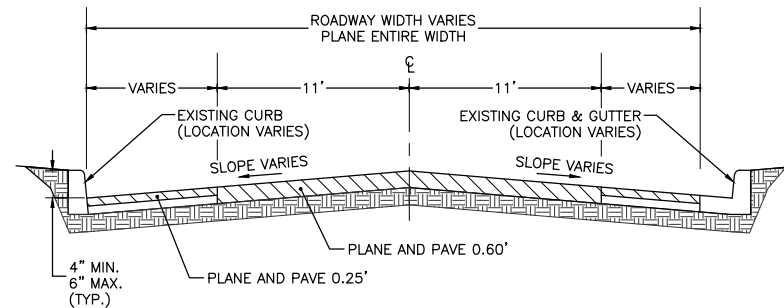 ROADWAY WIDTH VARIES
PLANE ENTIRE WIDTH
℄
VARIES
11'
11'
VARIES
EXISTING CURB
(LOCATION VARIES)
EXISTING CURB & GUTTER
(LOCATION VARIES)
SLOPE VARIES
SLOPE VARIES
PLANE AND PAVE 0.60'
4" MIN.
6" MAX.
(TYP.)
PLANE AND PAVE 0.25'